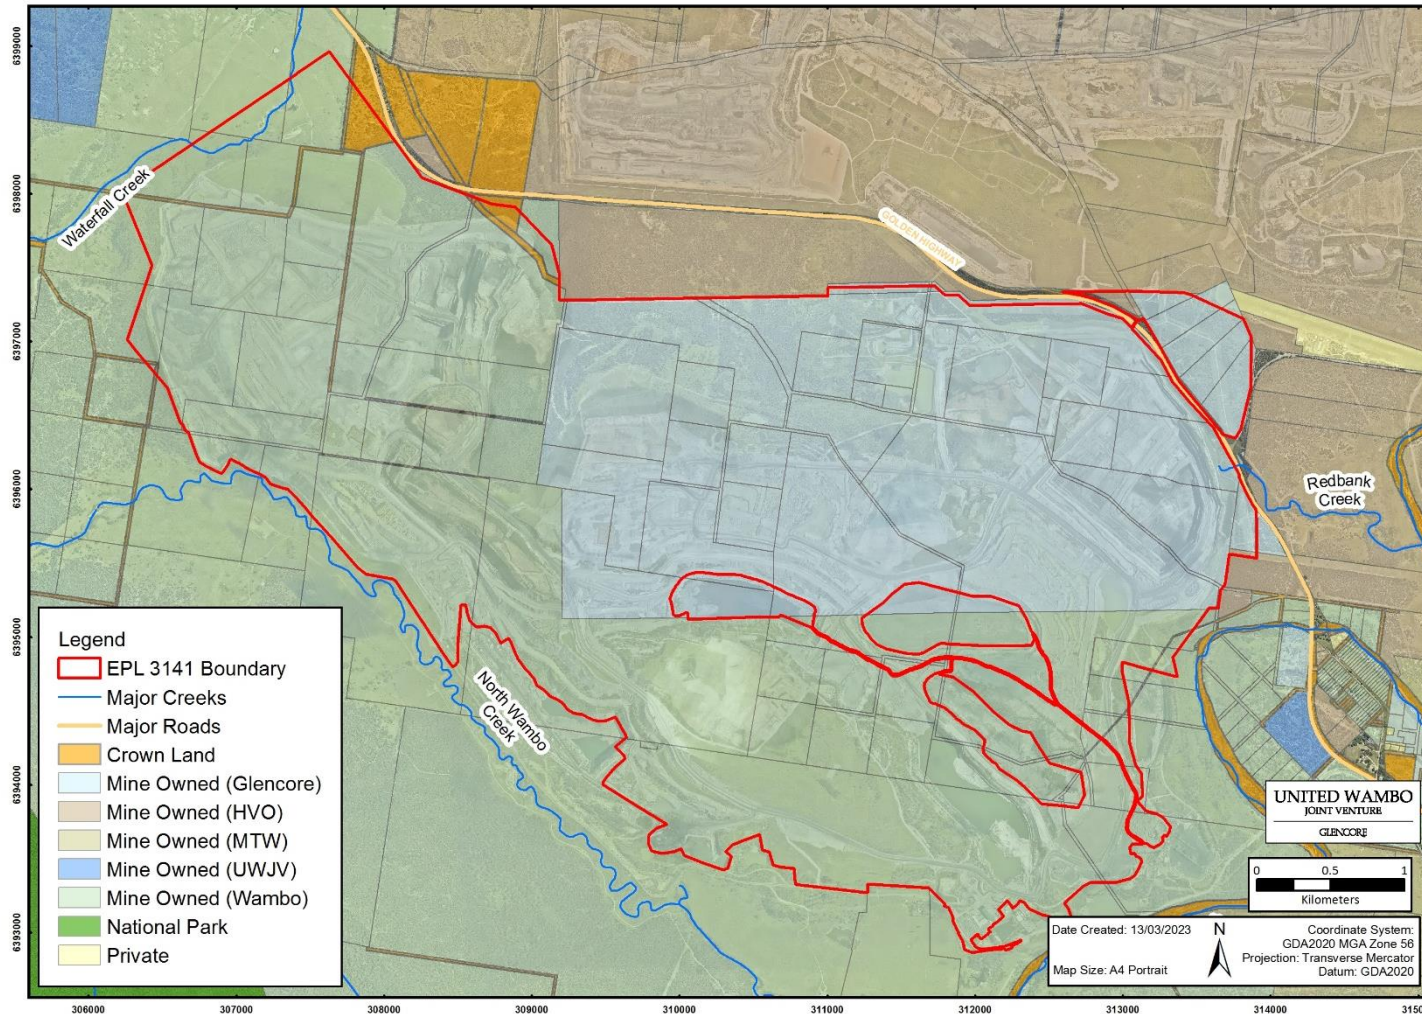 6399000
6398000
6397000
6396000
6395000
6394000
6393000
Waterfall Creek
GOLDEN HIGHWAY
Redbank
Creek
North Wambo
Creek
Legend
EPL 3141 Boundary
Major Creeks
Major Roads
Crown Land
Mine Owned (Glencore)
Mine Owned (HVO)
Mine Owned (MTW)
Mine Owned (UWJV)
Mine Owned (Wambo)
National Park
Private
UNITED WAMBO
JOINT VENTURE
GLENCORE
0 0.5 1
Kilometers
Date Created: 13/03/2023
Map Size: A4 Portrait
N
Coordinate System:
GDA2020 MGA Zone 56
Projection: Transverse Mercator
Datum: GDA2020
306000 307000 308000 309000 310000 311000 312000 313000 314000